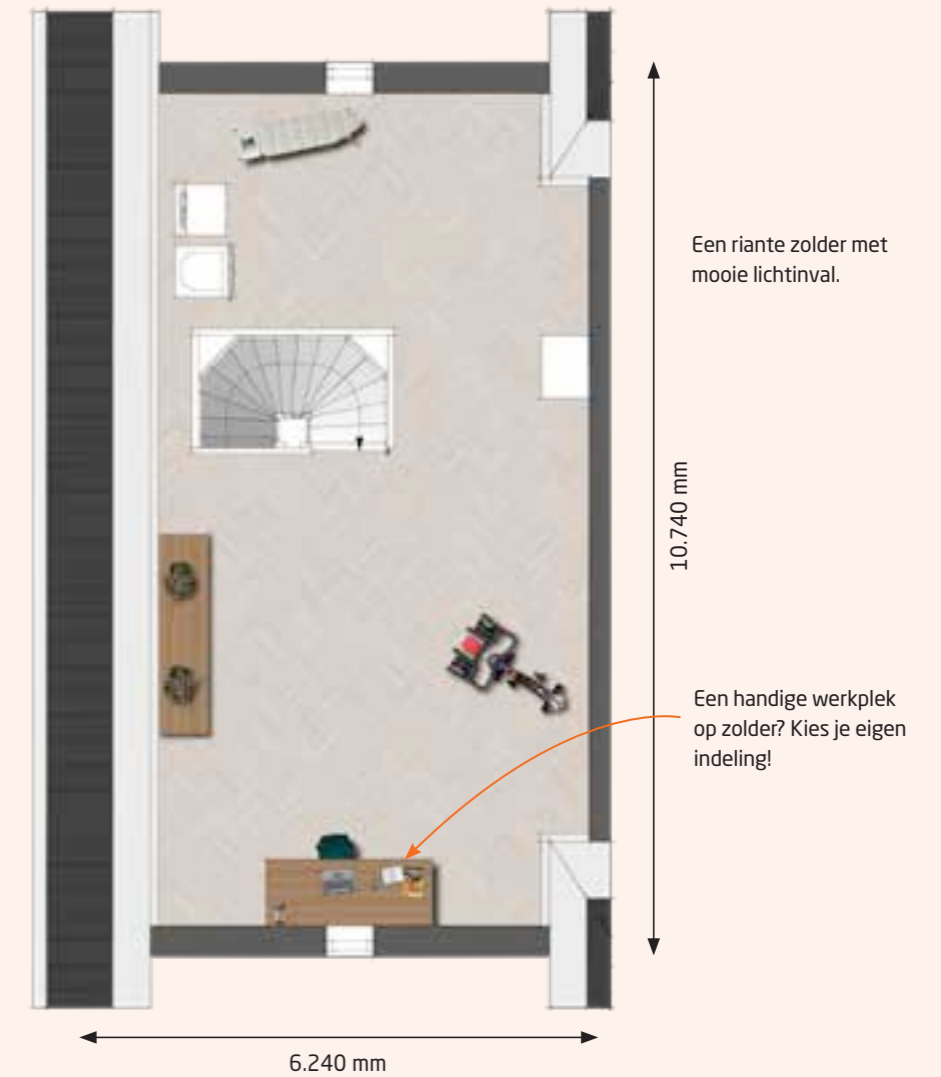 Een riante zolder met
mooie lichtinval.
10.740 mm
Een handige werkplek
op zolder? Kies je eigen
indeling!
6.240 mm